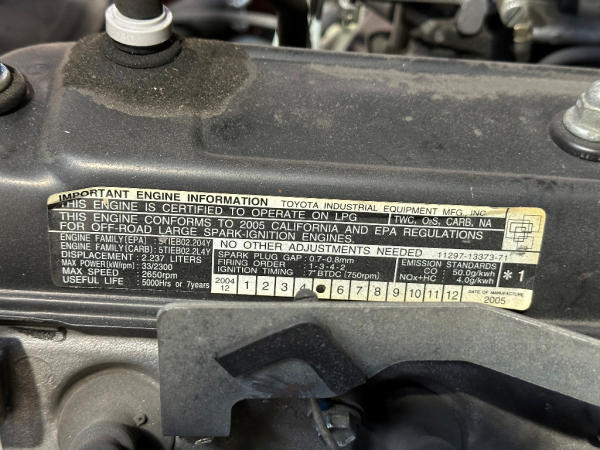 IMPORTANT ENGINE INFORMATION TOYOTA INDUSTRIAL EQUIPMENT MFG, INC.
THIS ENGINE IS CERTIFIED TO OPERATE ON LPG TWC, O₂S, CARB, NA
THIS ENGINE CONFORMS TO 2005 CALIFORNIA AND EPA REGULATIONS
FOR OFF-ROAD LARGE SPARK-IGNITION ENGINES.
ENGINE FAMILY(EPA) : 5TIEB02.204Y
ENGINE FAMILY(CARB) : 5TIEB02.2L4Y
DISPLACEMENT : 2.237 LITERS
MAX POWER(kW/rpm) : 33/2300
MAX SPEED : 2650rpm
USEFUL LIFE : 5000Hrs or 7years
NO OTHER ADJUSTMENTS NEEDED 11297-13373-71
SPARK PLUG GAP : 0.7-0.8mm
FIRING ORDER : 1-3-4-2
IGNITION TIMING : 7°BTDC (750rpm)
EMISSION STANDARDS
CO : 50.0g/kwh
NOx+HC : 4.0g/kwh
*1
2004
12 1 2 3 4 6 7 8 9 10 11 12
DATE OF MANUFACTURE
2005